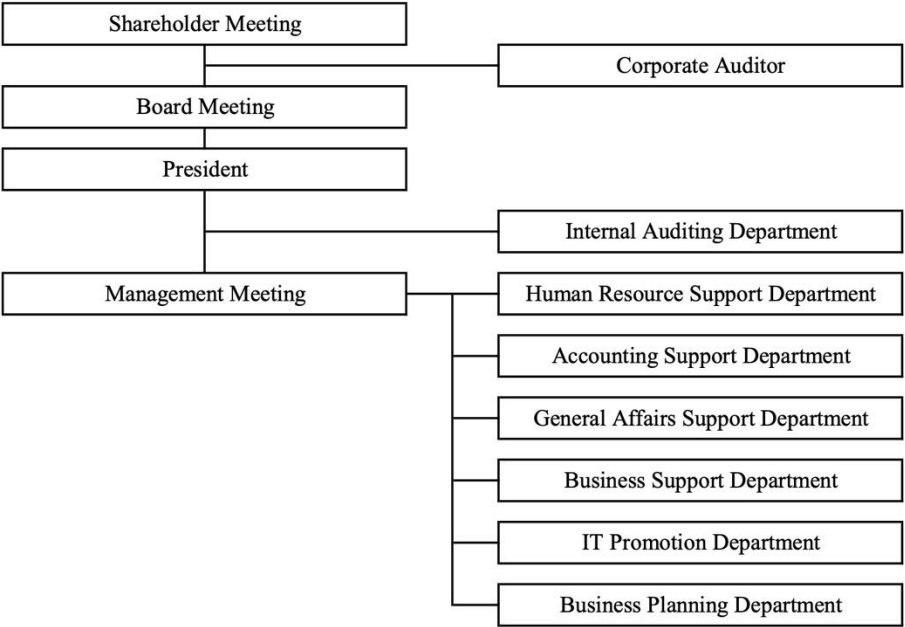 Shareholder Meeting
Corporate Auditor
Board Meeting
President
Internal Auditing Department
Management Meeting
Human Resource Support Department
Accounting Support Department
General Affairs Support Department
Business Support Department
IT Promotion Department
Business Planning Department